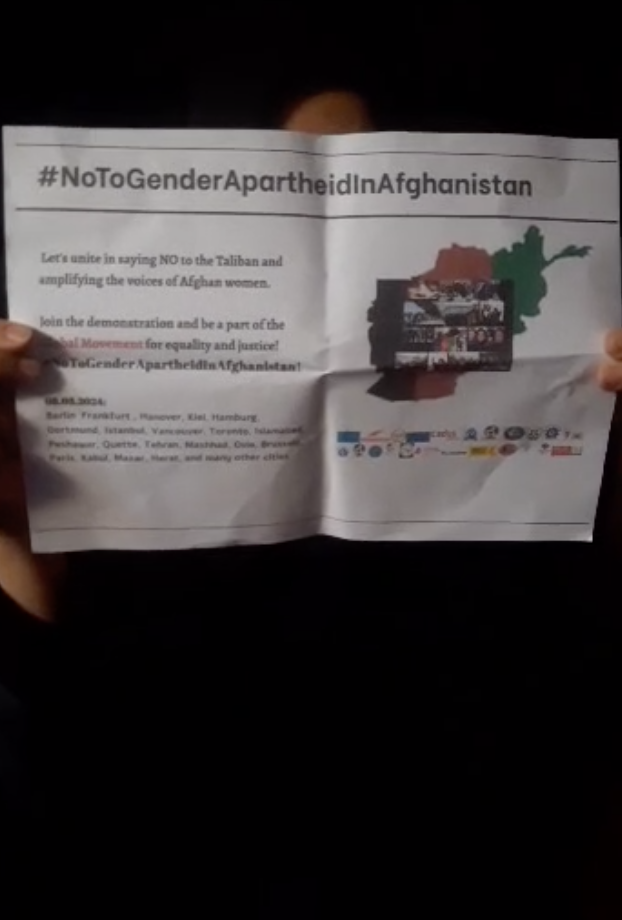 #NoToGenderApartheidInAfghanistan
Let's unite in saying NO to the Taliban and
amplifying the voices of Afghan women.
Join the demonstration and be a part of the
Movement for equality and justice!
#NoToGenderApartheidInAfghanistan!
Berlin, Frankfurt, Hanover, Kiel, Hamburg,
Dortmund, Istanbul, Vancouver, Toronto, Islamabad,
Peshawar, Quetta, Tehran, Mashhad, Oslo, Brussels,
Paris, Kabul, Mazar, Herat, and many other cities